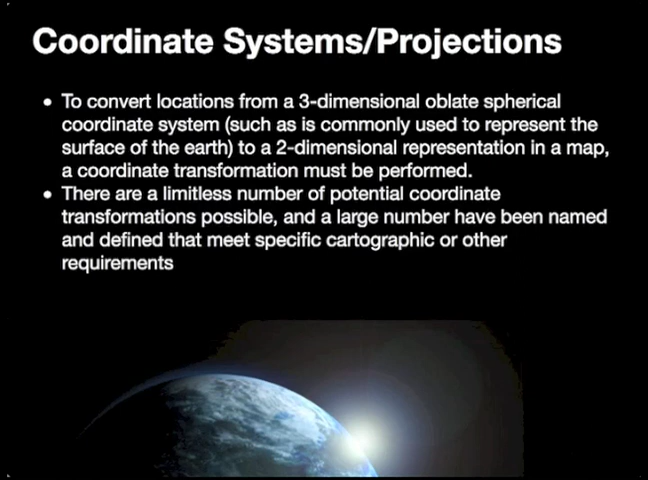 Coordinate Systems/Projections
• To convert locations from a 3-dimensional oblate spherical
coordinate system (such as is commonly used to represent the
surface of the earth) to a 2-dimensional representation in a map,
a coordinate transformation must be performed.
• There are a limitless number of potential coordinate
transformations possible, and a large number have been named
and defined that meet specific cartographic or other
requirements